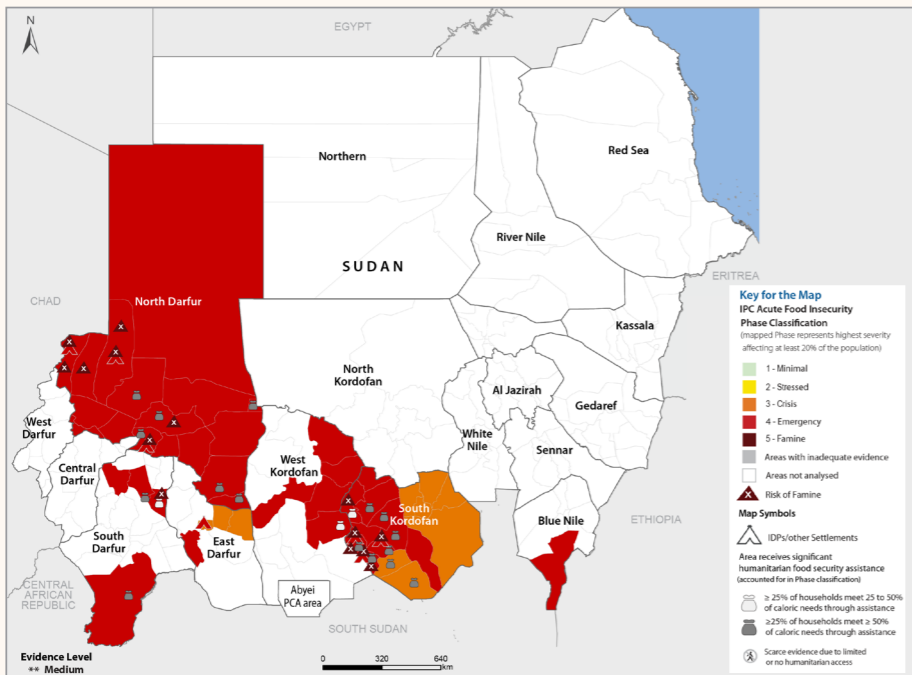 N
EGYPT
Northern
Red Sea
River Nile
SUDAN
ERITREA
CHAD
North Darfur
Kassala
North
Kordofan
Al Jazirah
Gedaref
West
Darfur
White
Nile
Sennar
Central
Darfur
West
Kordofan
South
Kordofan
Blue Nile
ETHIOPIA
South
Darfur
East
Darfur
CENTRAL
AFRICAN
REPUBLIC
Abyei
PCA area
SOUTH SUDAN
Evidence Level
** Medium
0 320 640
km
Key for the Map
IPC Acute Food Insecurity
Phase Classification
(mapped Phase represents highest severity
affecting at least 20% of the population)
1 - Minimal
2 - Stressed
3 - Crisis
4 - Emergency
5 - Famine
Areas with inadequate evidence
Areas not analysed
Risk of Famine
Map Symbols
IDPs/other Settlements
Area receives significant
humanitarian food security assistance
(accounted for in Phase classification)
≥ 25% of households meet 25 to 50%
of caloric needs through assistance
≥25% of households meet ≥ 50%
of caloric needs through assistance
Scarce evidence due to limited
or no humanitarian access